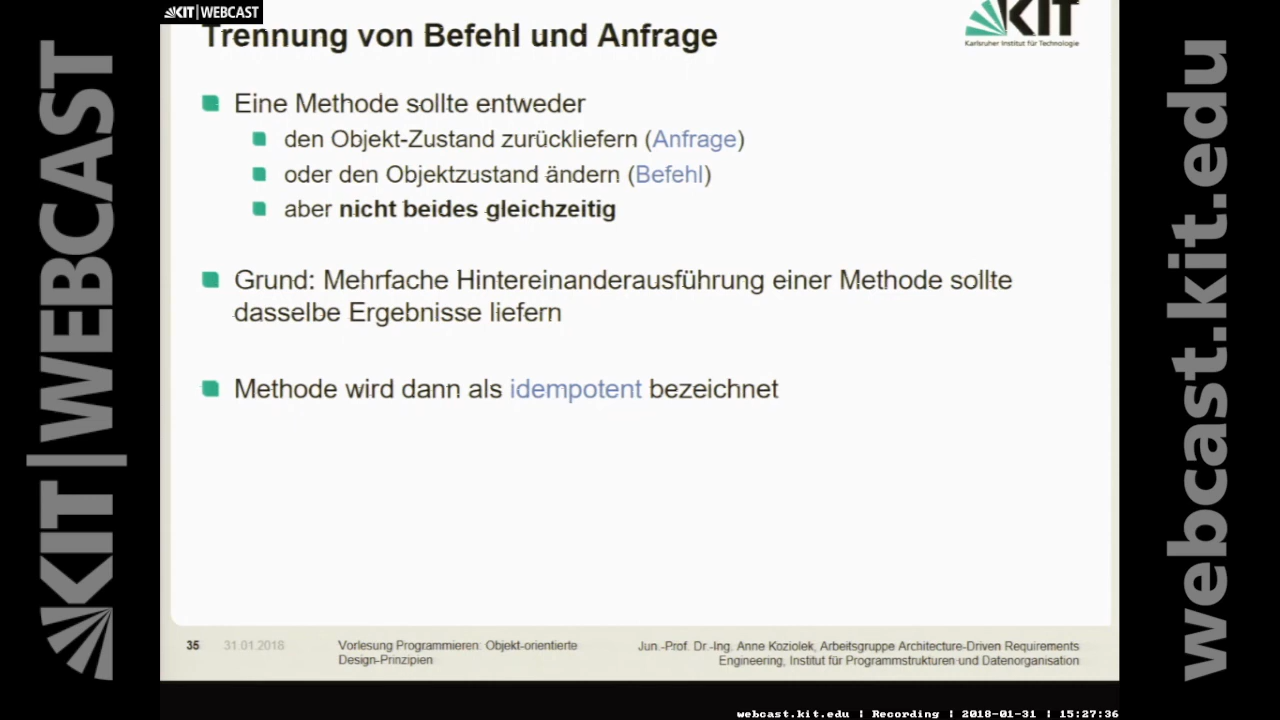 KIT|WEBCAST
KIT|WEBCAST
Trennung von Befehl und Anfrage
KIT
Karlsruher Institut für Technologie
Eine Methode sollte entweder
den Objekt-Zustand zurückliefern (Anfrage)
oder den Objektzustand ändern (Befehl)
aber nicht beides gleichzeitig
Grund: Mehrfache Hintereinanderausführung einer Methode sollte
dasselbe Ergebnisse liefern
Methode wird dann als idempotent bezeichnet
35
31.01.2018
Vorlesung Programmieren: Objekt-orientierte
Design-Prinzipien
Jun.-Prof. Dr.-Ing. Anne Koziolek, Arbeitsgruppe Architecture-Driven Requirements
Engineering, Institut für Programmstrukturen und Datenorganisation
webcast.kit.edu
webcast.kit.edu | Recording | 2018-01-31 | 15:27:36